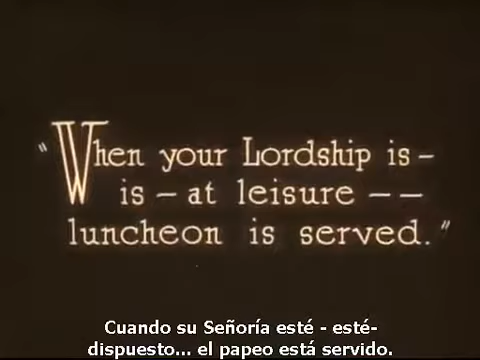 "When your Lordship is –
is – at leisure – –
luncheon is served."
Cuando su Señoría esté - esté-
dispuesto... el papeo está servido.